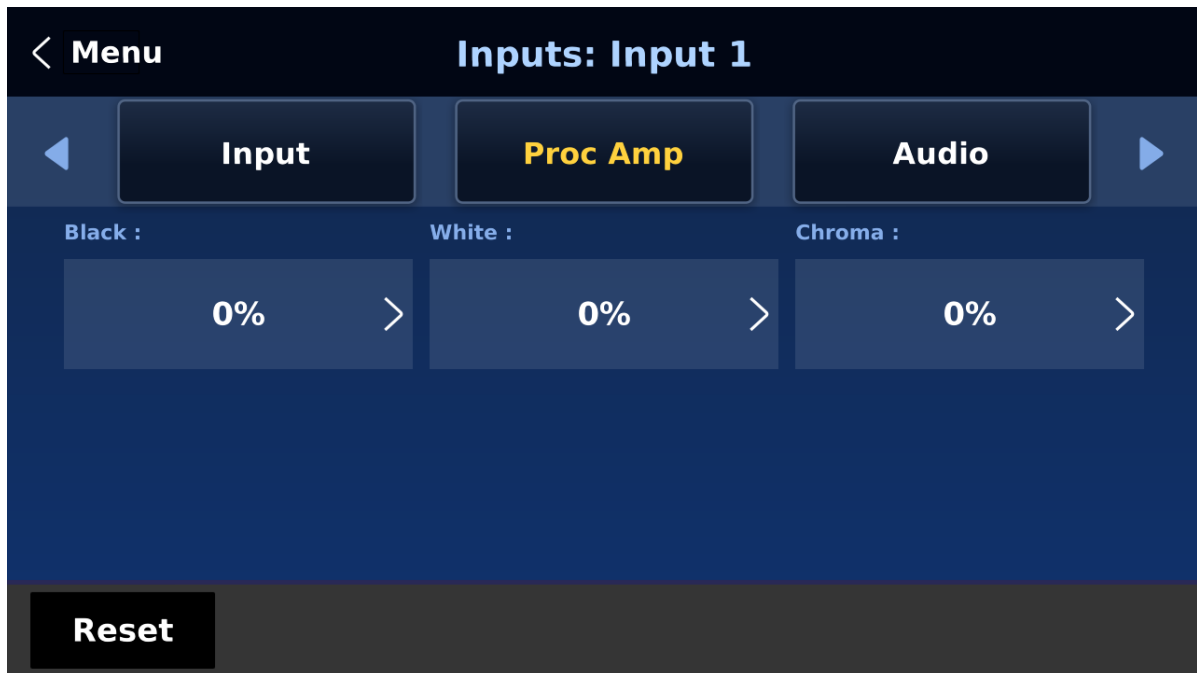 Menu
Inputs: Input 1
Input
Proc Amp
Audio
Black :
White :
Chroma :
0%
0%
0%
Reset